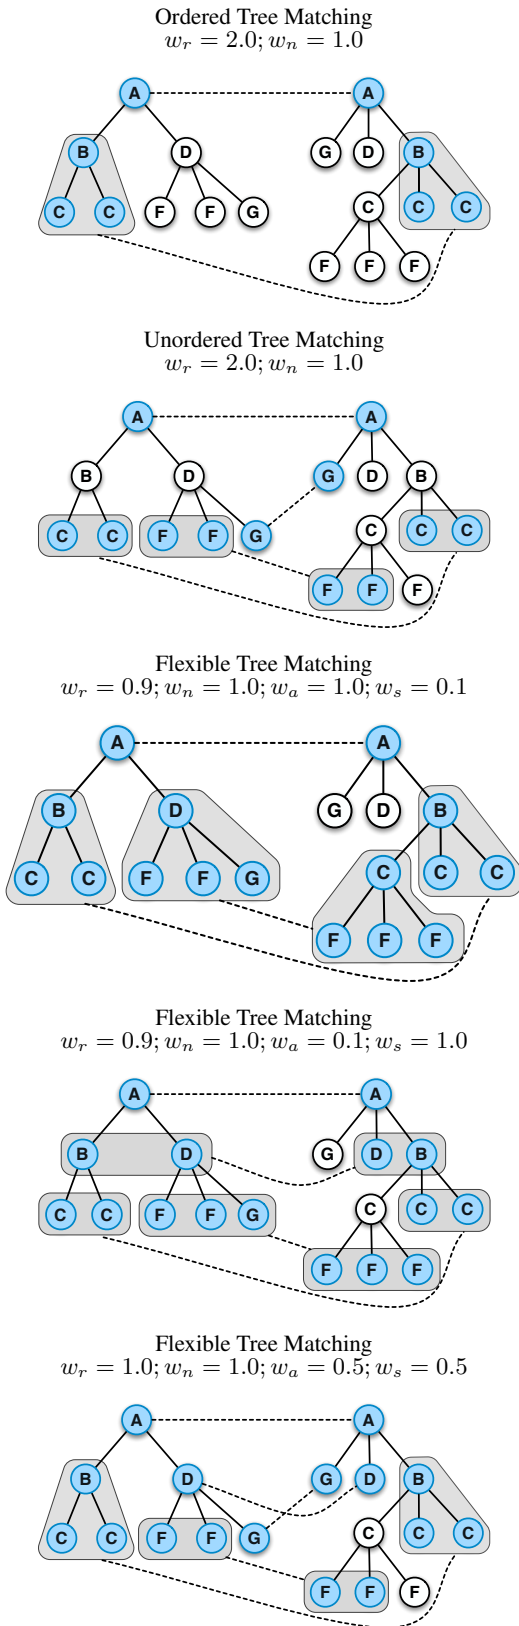 Ordered Tree Matching
w_r = 2.0; w_n = 1.0
A A
B D G D B
C C F F G C C C
F F F
Unordered Tree Matching
w_r = 2.0; w_n = 1.0
A A
B D G D B
C C F F G C C C
F F F
Flexible Tree Matching
w_r = 0.9; w_n = 1.0; w_a = 1.0; w_s = 0.1
A A
B D G D B
C C F F G C C C
F F F
Flexible Tree Matching
w_r = 0.9; w_n = 1.0; w_a = 0.1; w_s = 1.0
A A
B D G D B
C C F F G C C C
F F F
Flexible Tree Matching
w_r = 1.0; w_n = 1.0; w_a = 0.5; w_s = 0.5
A A
B D G D B
C C F F G C C C
F F F